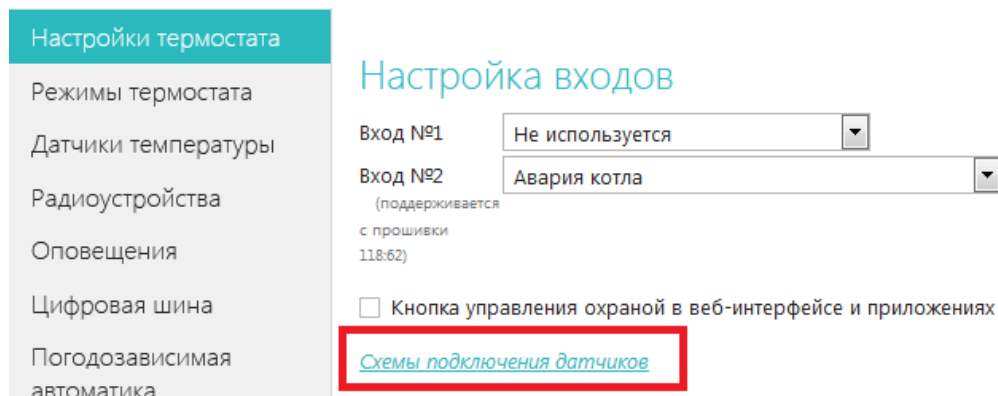 Настройки термостата
Режимы термостата
Датчики температуры
Радиоустройства
Оповещения
Цифровая шина
Погодозависимая
автоматика
Настройка входов
Вход №1 Не используется
Вход №2 Авария котла
(поддерживается
с прошивки
118:62)
Кнопка управления охраной в веб-интерфейсе и приложениях
Схемы подключения датчиков